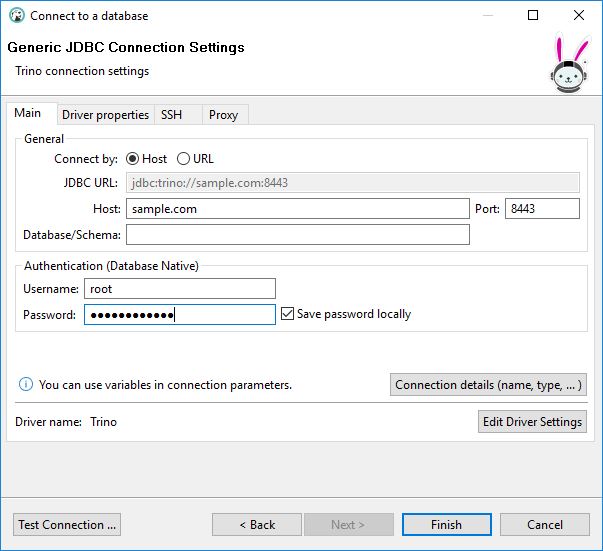 Connect to a database
Generic JDBC Connection Settings
Trino connection settings
Main Driver properties SSH Proxy
General
Connect by: Host URL
JDBC URL: jdbc:trino://sample.com:8443
Host: sample.com Port: 8443
Database/Schema:
Authentication (Database Native)
Username: root
Password: ●●●●●●●●●●●● Save password locally
You can use variables in connection parameters. Connection details (name, type, ... )
Driver name: Trino Edit Driver Settings
Test Connection ... < Back Next > Finish Cancel